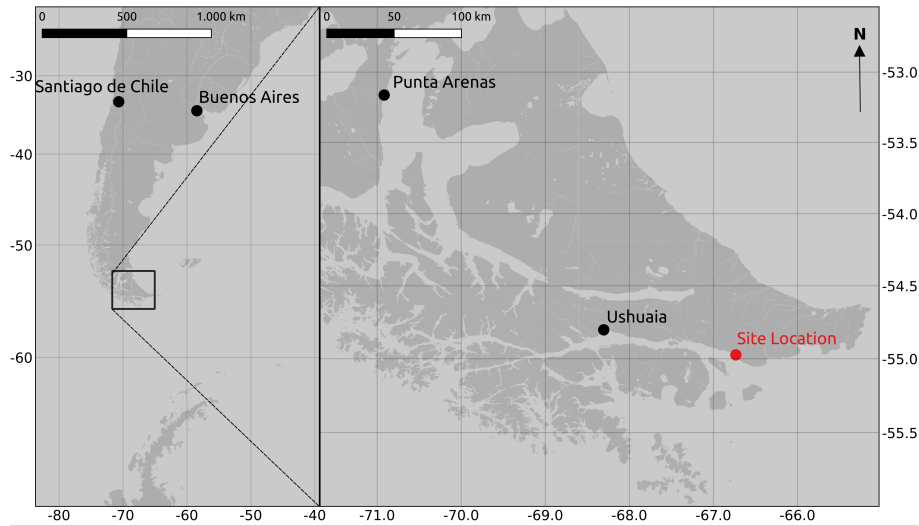 0 500 1.000 km
0 50 100 km
N
-30
-40
-50
-60
Santiago de Chile
Buenos Aires
Punta Arenas
Ushuaia
Site Location
-53.0
-53.5
-54.0
-54.5
-55.0
-55.5
-80 -70 -60 -50 -40
-71.0 -70.0 -69.0 -68.0 -67.0 -66.0